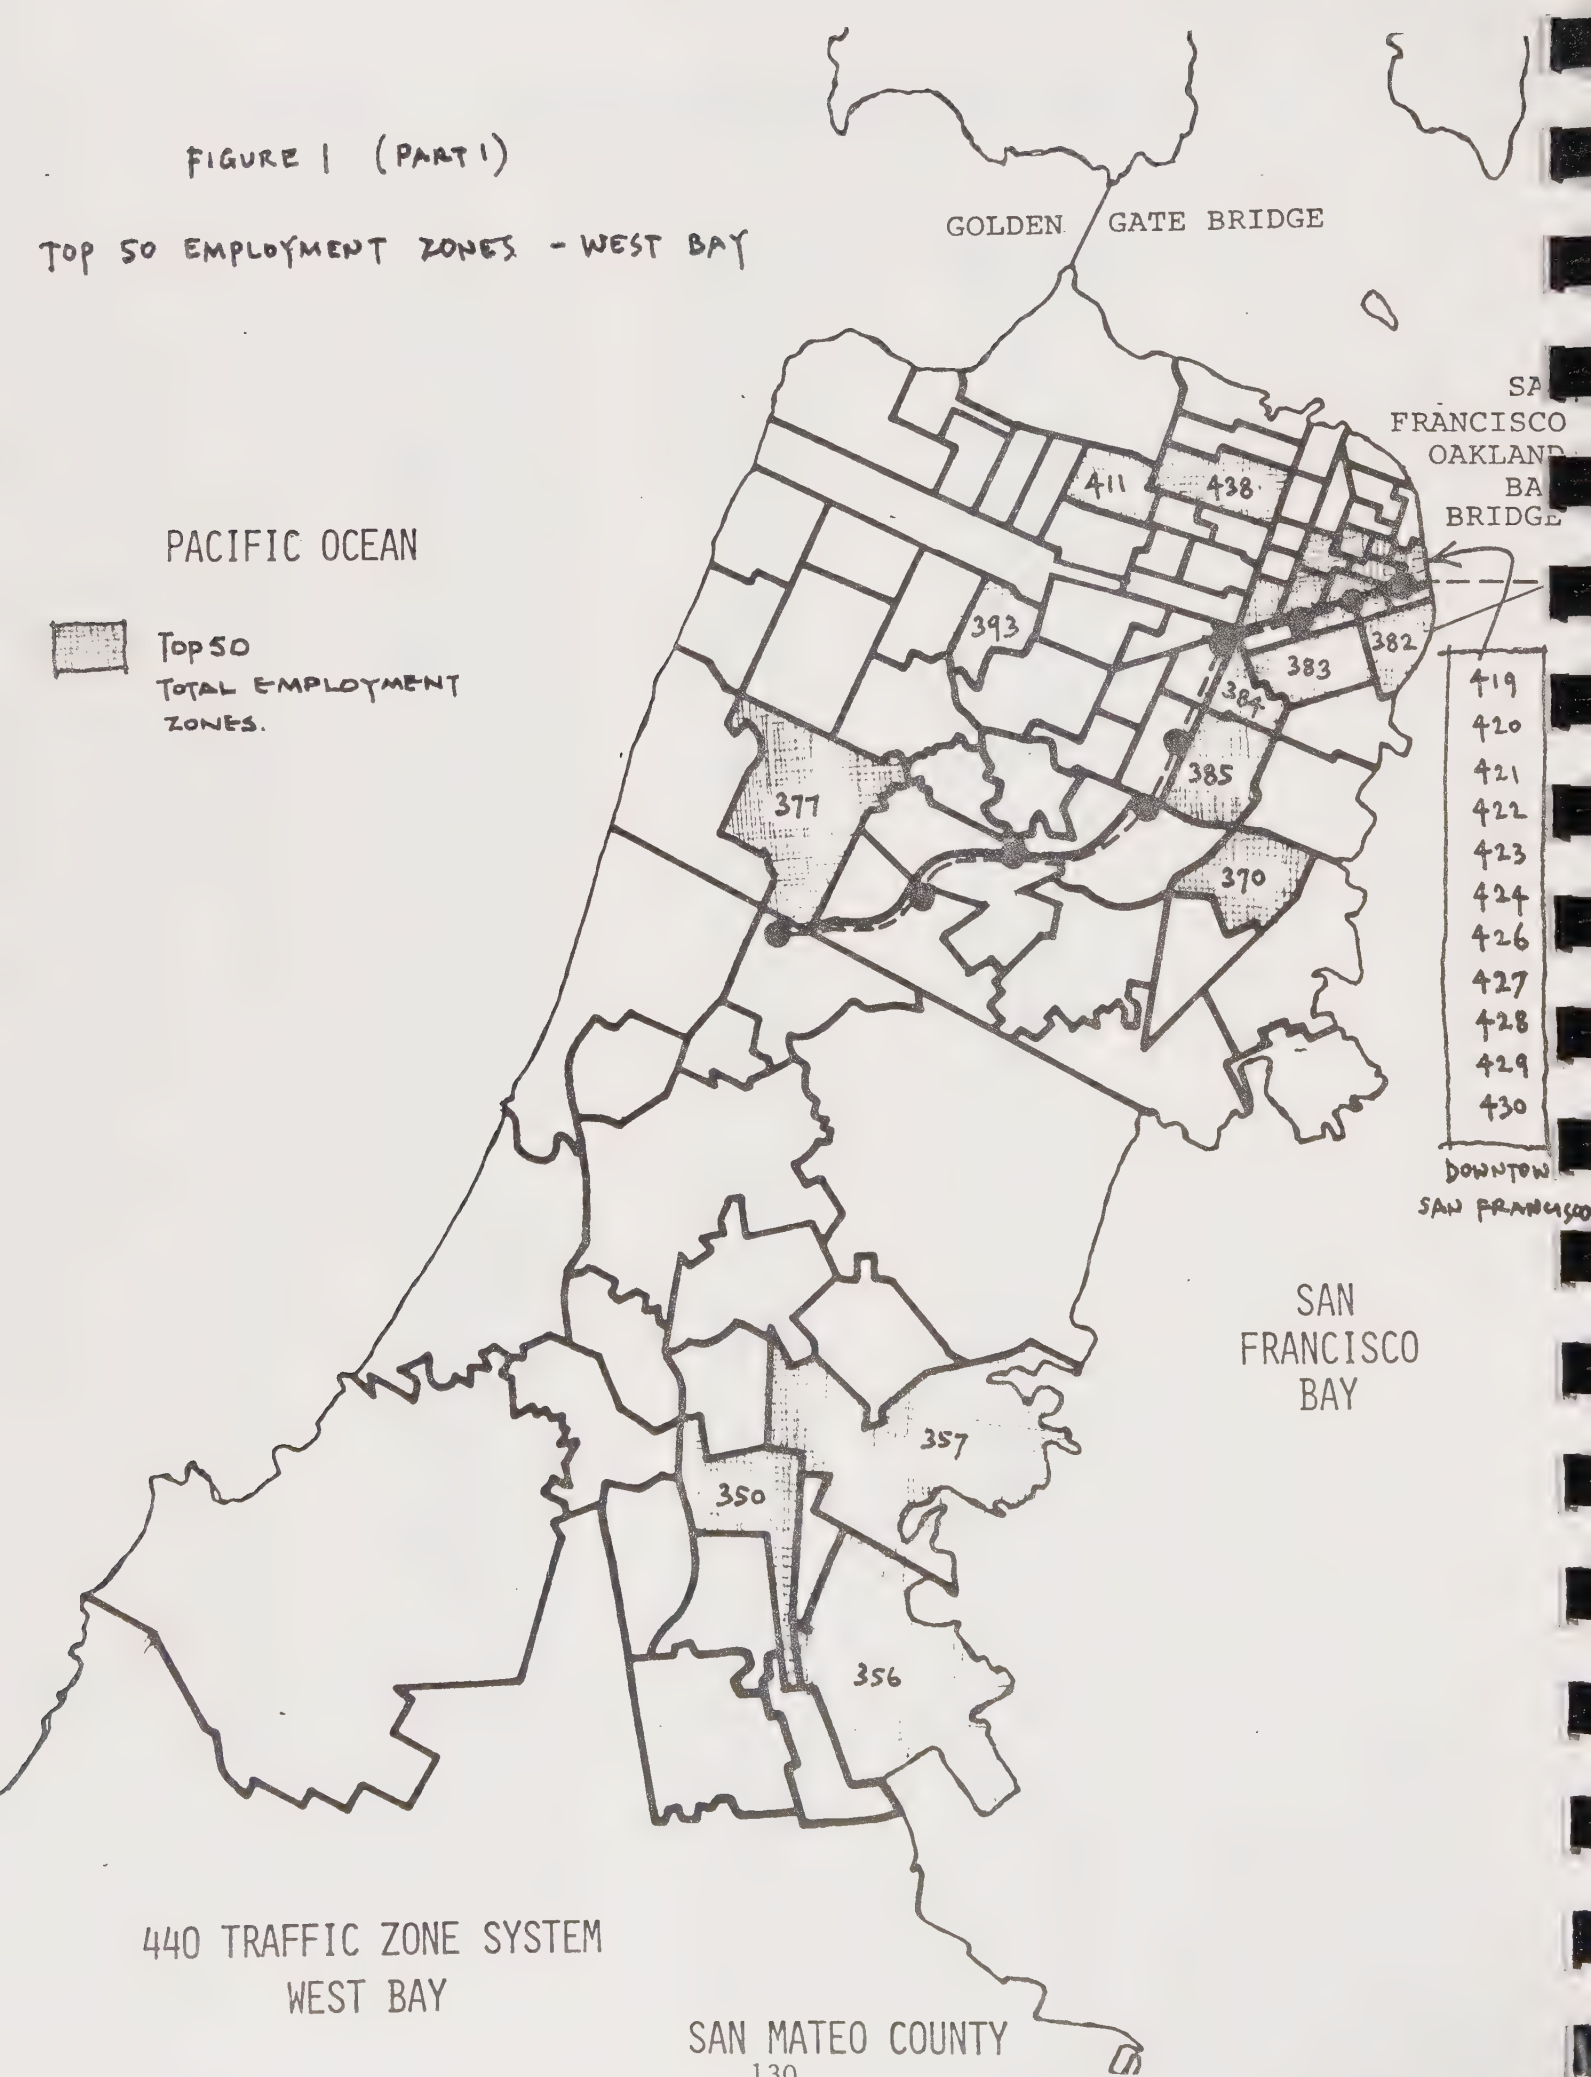 FIGURE 1 (PART 1)
TOP 50 EMPLOYMENT ZONES - WEST BAY
GOLDEN GATE BRIDGE
SA
FRANCISCO
OAKLAND
BA
BRIDGE
PACIFIC OCEAN
TOP 50
TOTAL EMPLOYMENT
ZONES.
411
438
393
382
383
384
385
377
370
419
420
421
422
423
424
426
427
428
429
430
DOWNTOW
SAN FRANCISCO
SAN
FRANCISCO
BAY
357
350
356
440 TRAFFIC ZONE SYSTEM
WEST BAY
SAN MATEO COUNTY
130